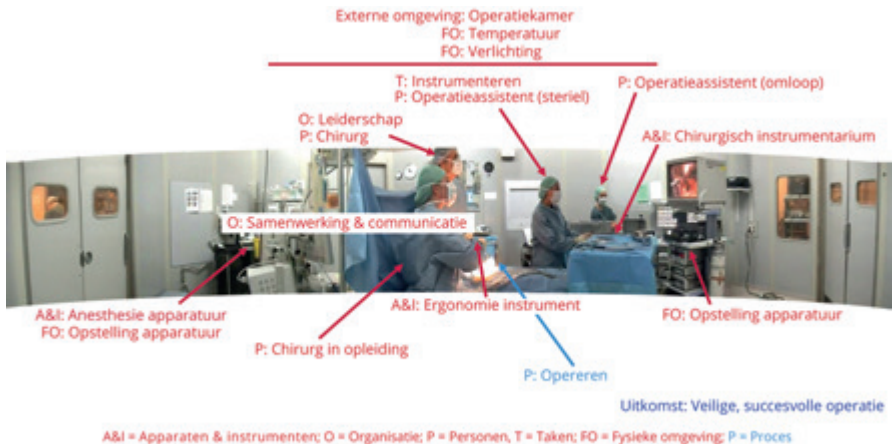 Externe omgeving: Operatiekamer
FO: Temperatuur
FO: Verlichting
T: Instrumenteren
P: Operatieassistent (steriel)
P: Operatieassistent (omloop)
O: Leiderschap
P: Chirurg
A&I: Chirurgisch instrumentarium
O: Samenwerking & communicatie
A&I: Anesthesie apparatuur
FO: Opstelling apparatuur
A&I: Ergonomie instrument
FO: Opstelling apparatuur
P: Chirurg in opleiding
P: Opereren
Uitkomst: Veilige, succesvolle operatie
A&I = Apparaten & instrumenten; O = Organisatie; P = Personen, T = Taken; FO = Fysieke omgeving; P = Proces